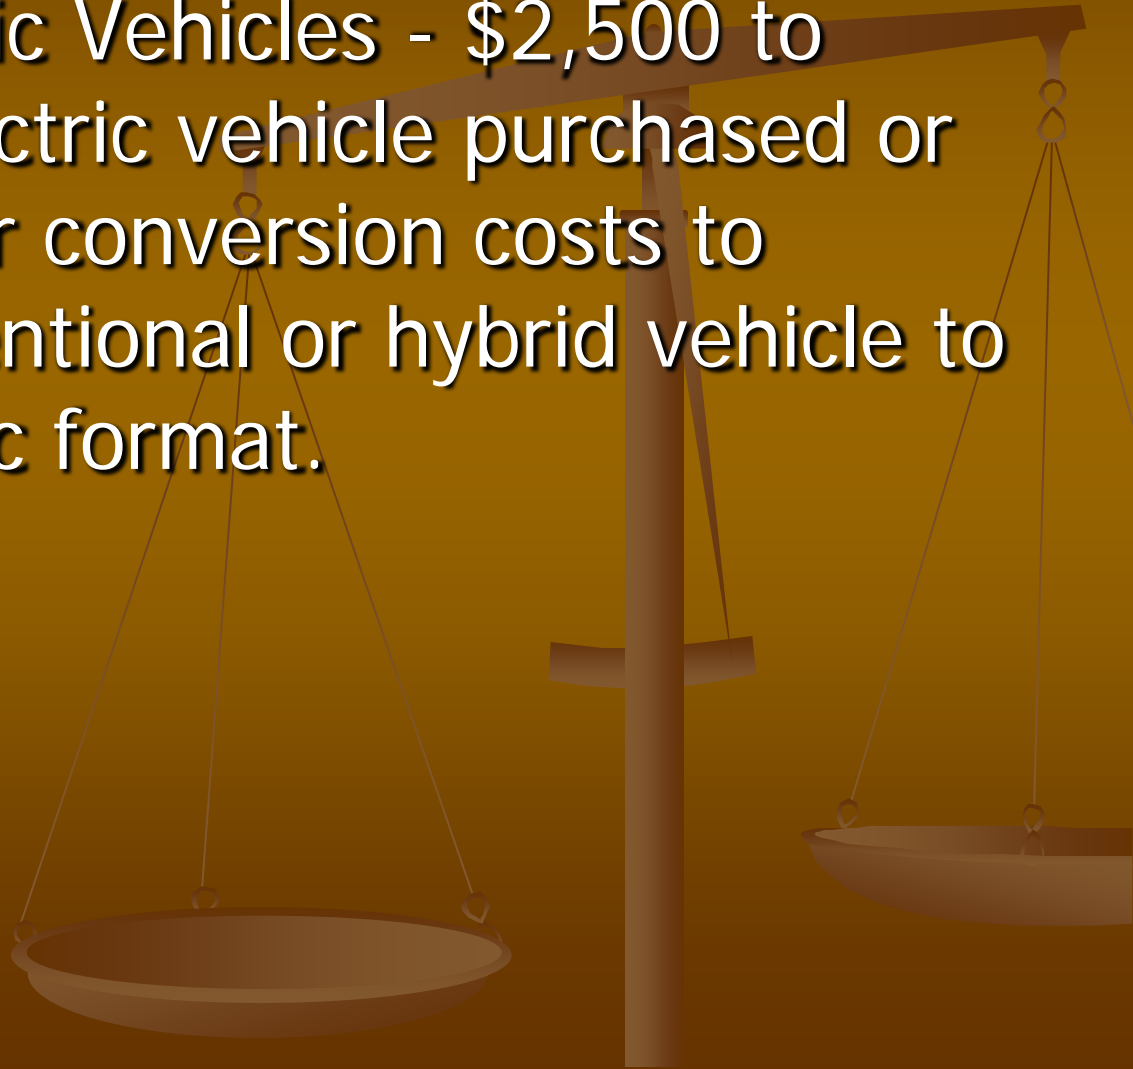 ic Vehicles - $2,500 to
ctric vehicle purchased or
r conversion costs to
ntional or hybrid vehicle to
c format.